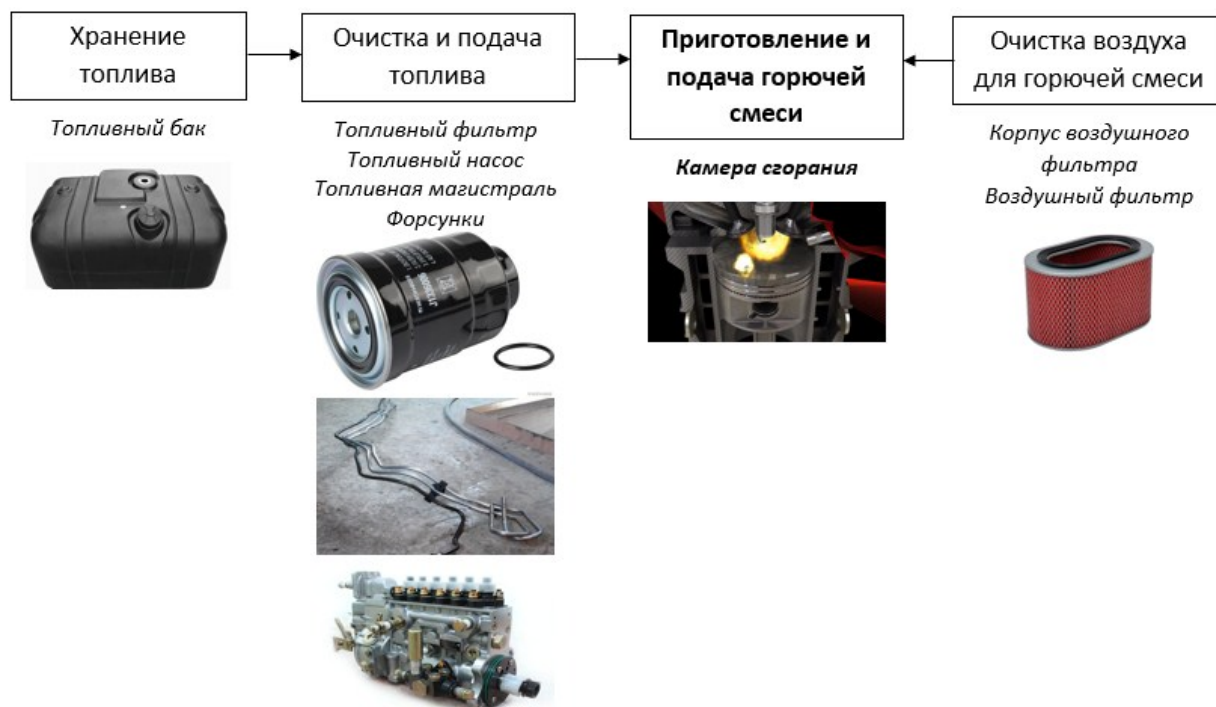 Хранение
топлива
Очистка и подача
топлива
Приготовление и
подача горючей
смеси
Очистка воздуха
для горючей смеси
Топливный бак
Топливный фильтр
Топливный насос
Топливная магистраль
Форсунки
Камера сгорания
Корпус воздушного
фильтра
Воздушный фильтр